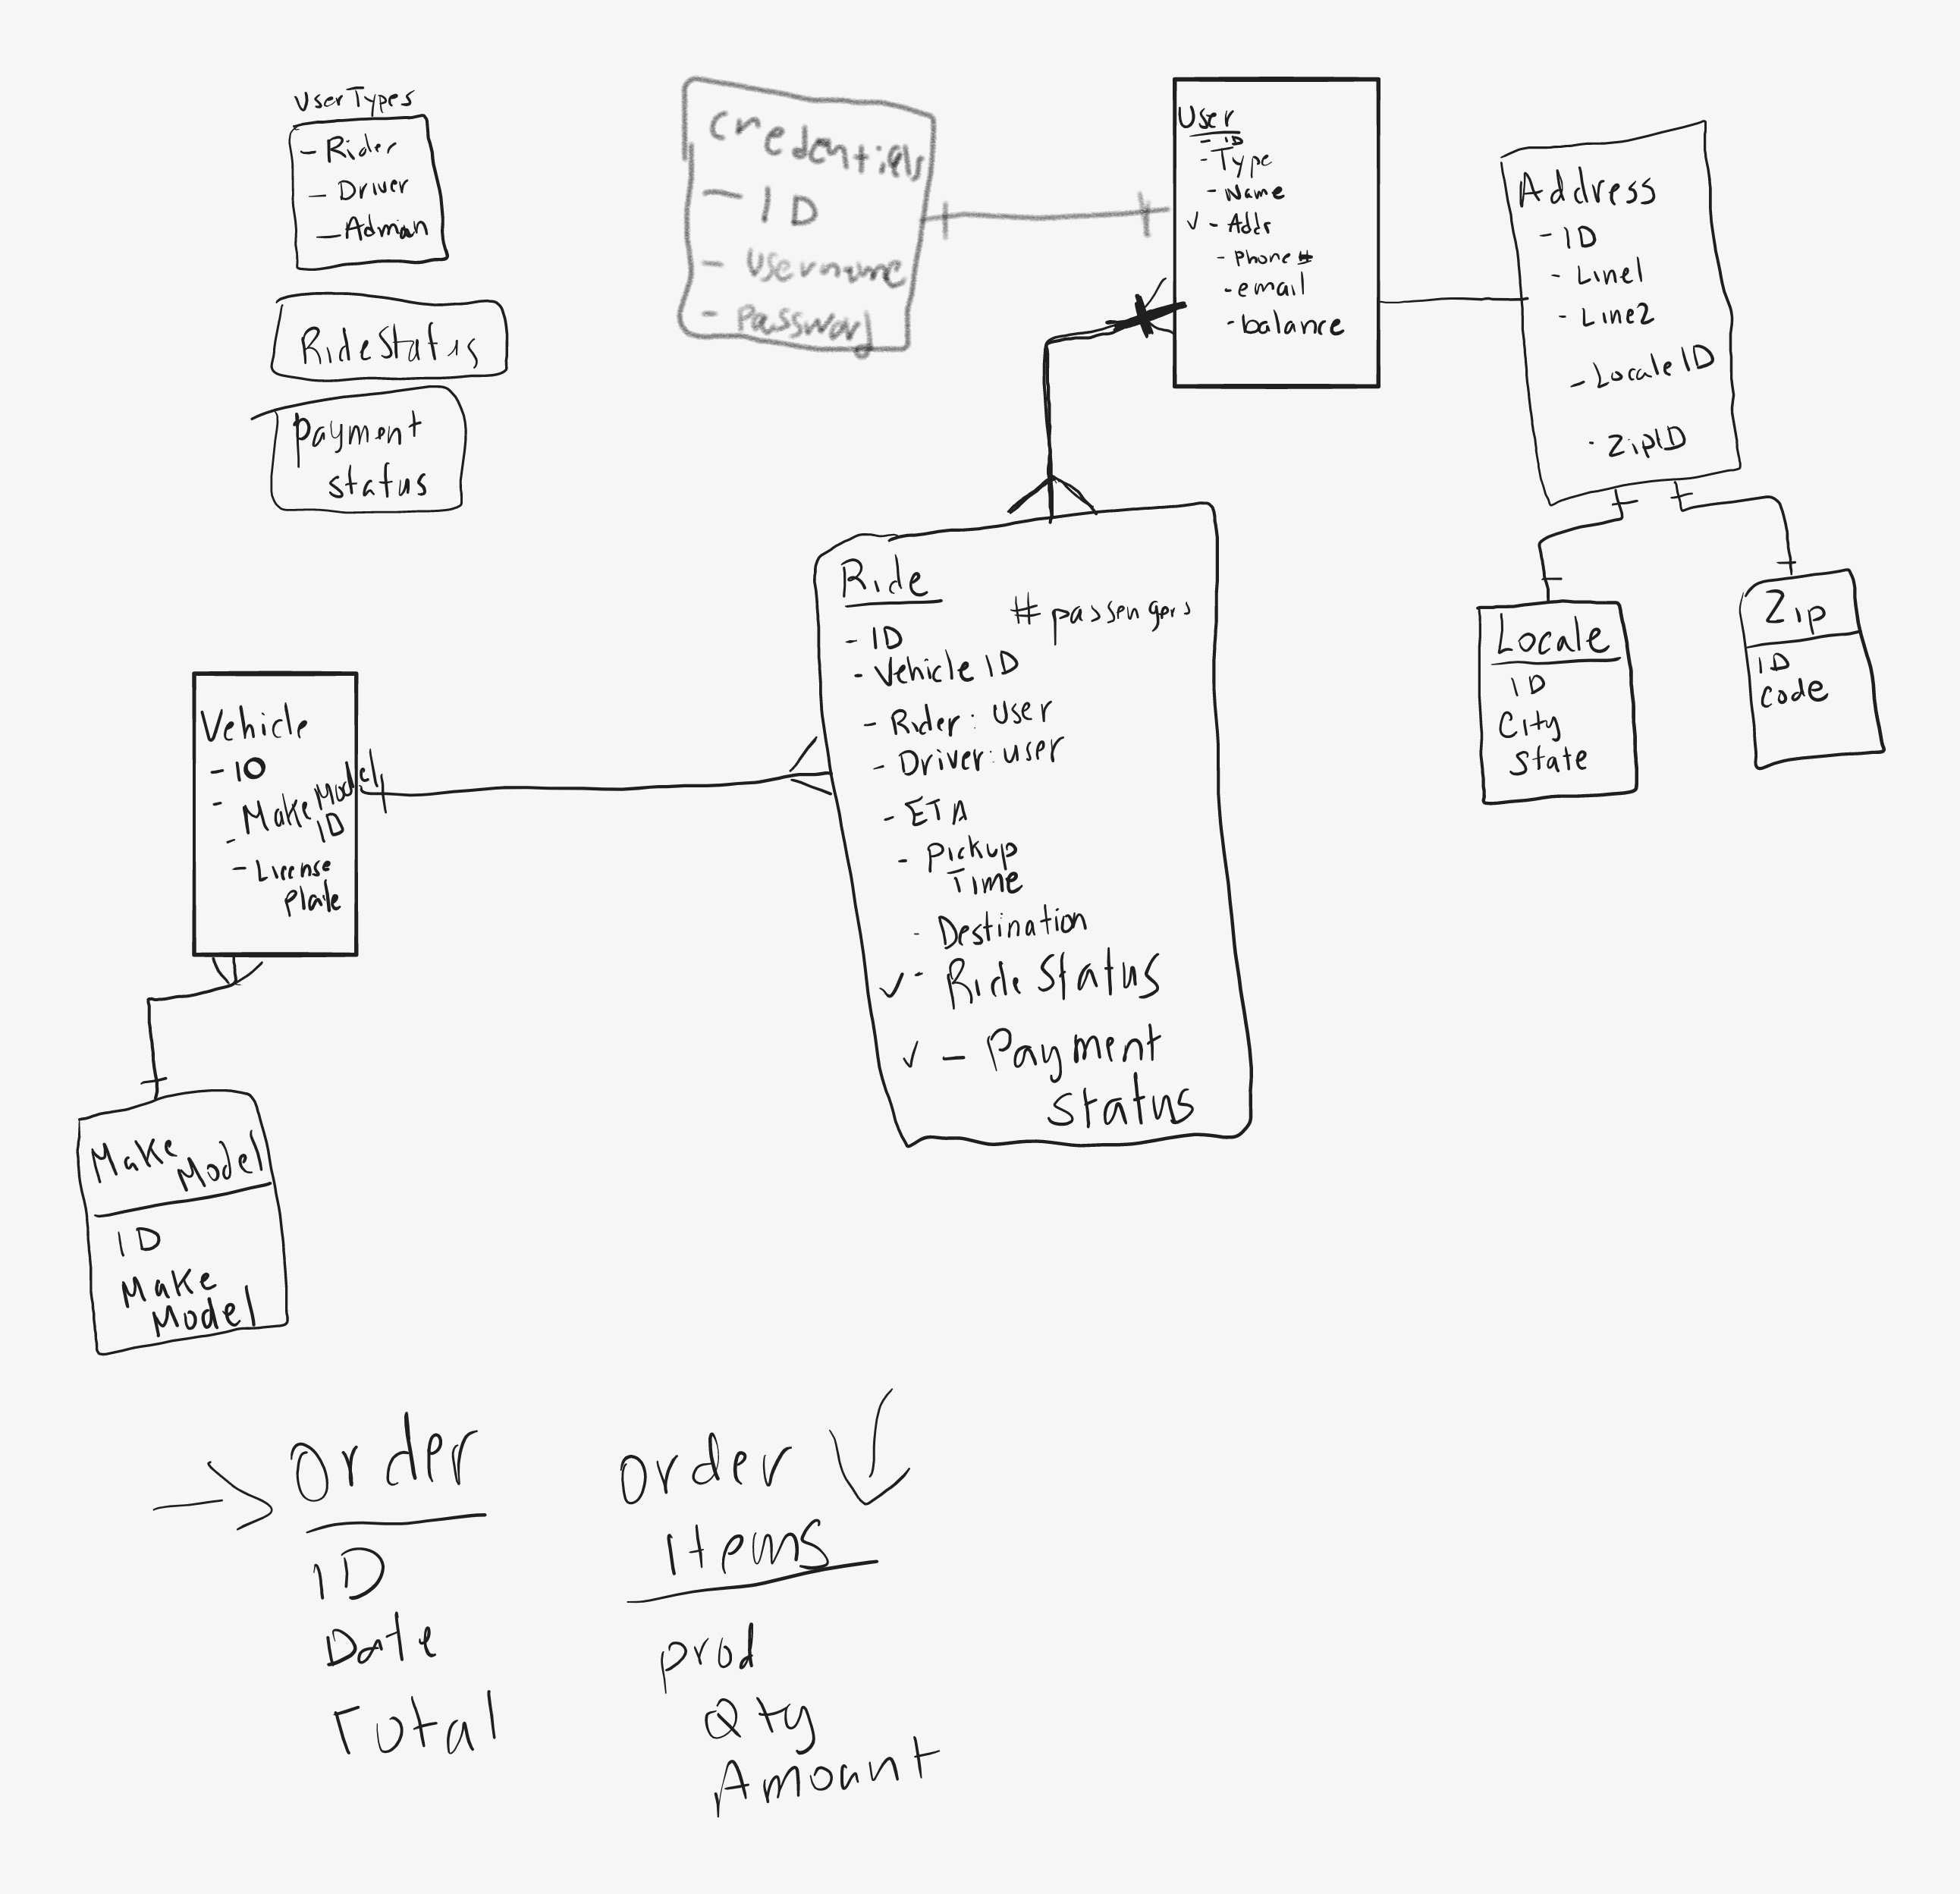 UserTypes
- Rider
- Driver
- Admin
RideStatus
Payment
status
Credentials
- ID
- Username
- Password
User
- ID
- Type
- Name
✓ - Addr
- Phone #
- email
- balance
Address
- ID
- Line1
- Line2
- LocaleID
- ZipID
Locale
ID
City
State
Zip
ID
Code
Ride
# passengers
- ID
- Vehicle ID
- Rider: User
- Driver: user
- ETA
- Pickup
Time
- Destination
✓ - Ride Status
✓ - Payment
Status
Vehicle
- ID
- Make Model
- ID
- License
Plate
Make
Model
ID
Make
Model
→ Order
ID
Date
Total
Order
Items
prod
Qty
Amount